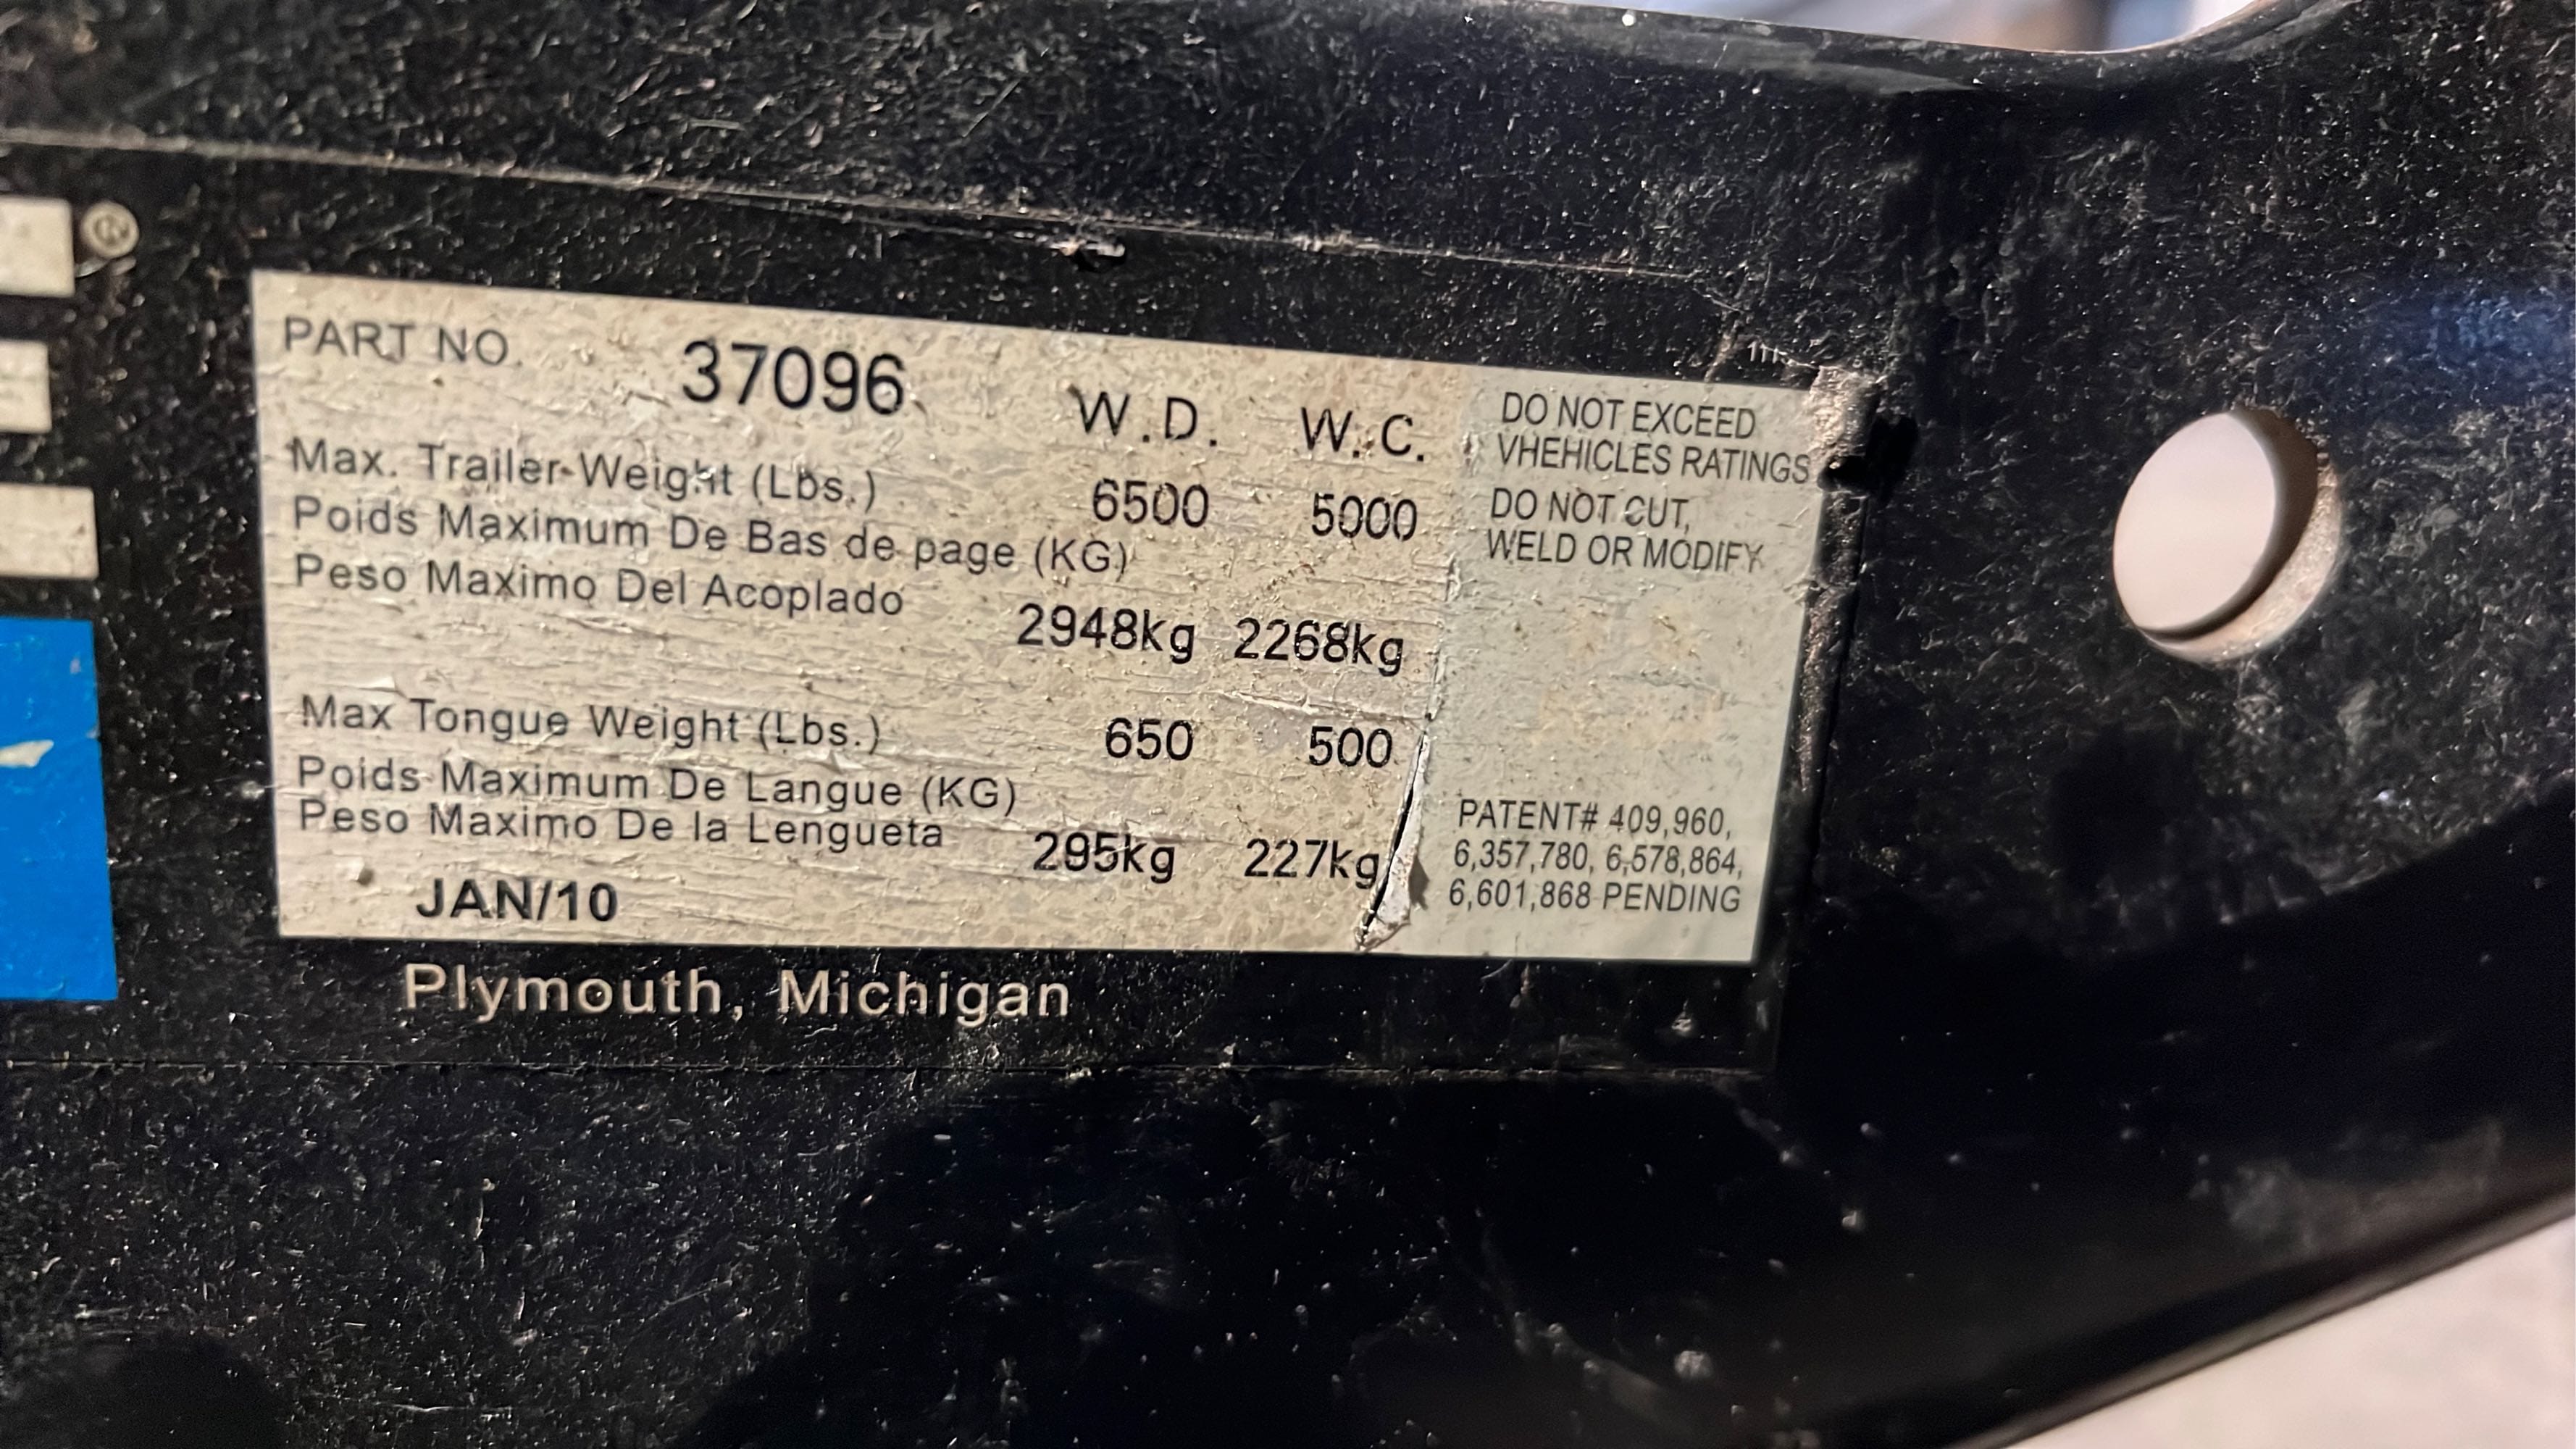 ®
PART NO. 37096
W.D. W.C.
Max. Trailer Weight (Lbs.) 6500 5000
Poids Maximum De Bas de page (KG)
Peso Maximo Del Acoplado 2948kg 2268kg
Max Tongue Weight (Lbs.) 650 500
Poids Maximum De Langue (KG)
Peso Maximo De la Lengueta 295kg 227kg
JAN/10
DO NOT EXCEED
VHEHICLES RATINGS
DO NOT CUT,
WELD OR MODIFY
PATENT# 409,960,
6,357,780, 6,578,864,
6,601,868 PENDING
Plymouth, Michigan